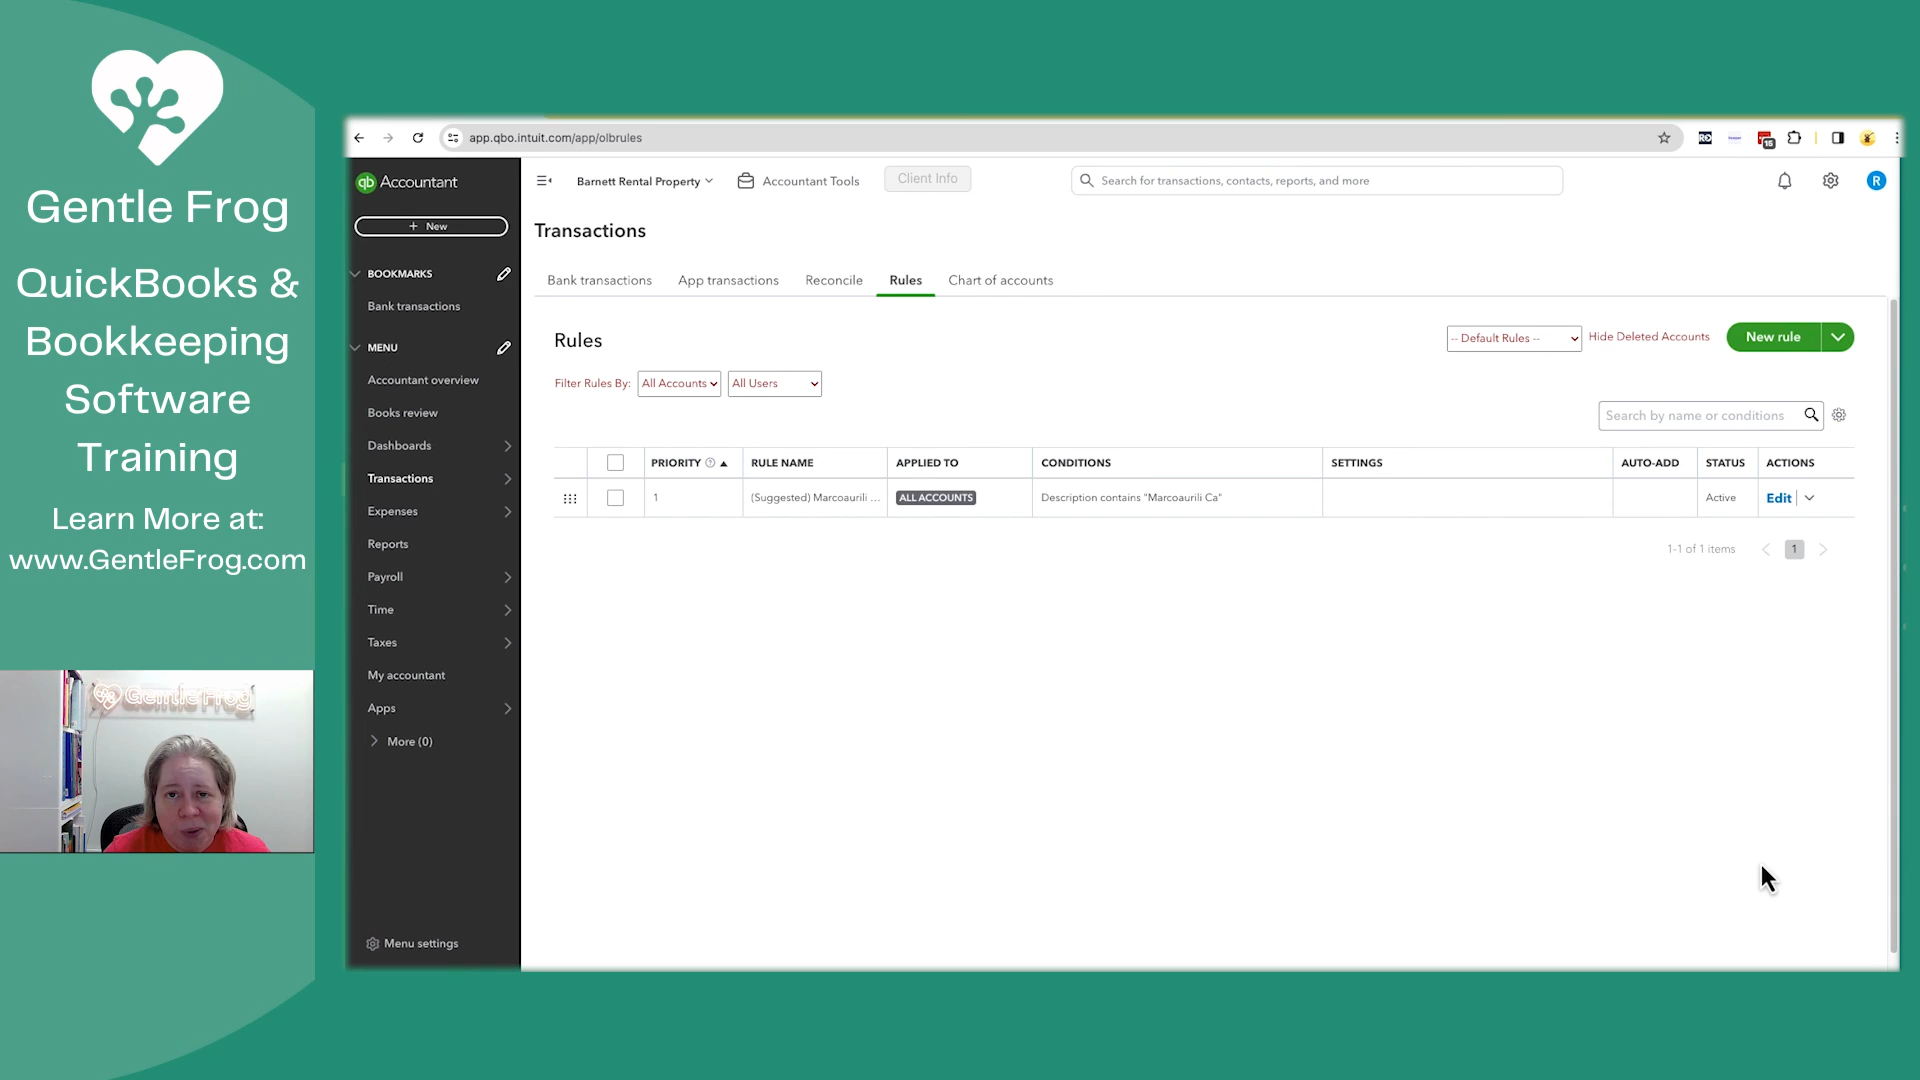 Gentle Frog
QuickBooks &
Bookkeeping
Software
Training
Learn More at:
www.GentleFrog.com
Gentle Frog
app.qbo.intuit.com/app/olbrules
15
qb Accountant
+ New
BOOKMARKS
Bank transactions
MENU
Accountant overview
Books review
Dashboards
Transactions
Expenses
Reports
Payroll
Time
Taxes
My accountant
Apps
More (0)
Menu settings
Barnett Rental Property
Accountant Tools
Client Info
Search for transactions, contacts, reports, and more
R
Transactions
Bank transactions App transactions Reconcile Rules Chart of accounts
Rules
-- Default Rules -- Hide Deleted Accounts New rule
Filter Rules By: All Accounts All Users
Search by name or conditions
PRIORITY RULE NAME APPLIED TO CONDITIONS SETTINGS AUTO-ADD STATUS ACTIONS
1 (Suggested) Marcoaurili ... ALL ACCOUNTS Description contains "Marcoaurili Ca" Active Edit
1-1 of 1 items 1